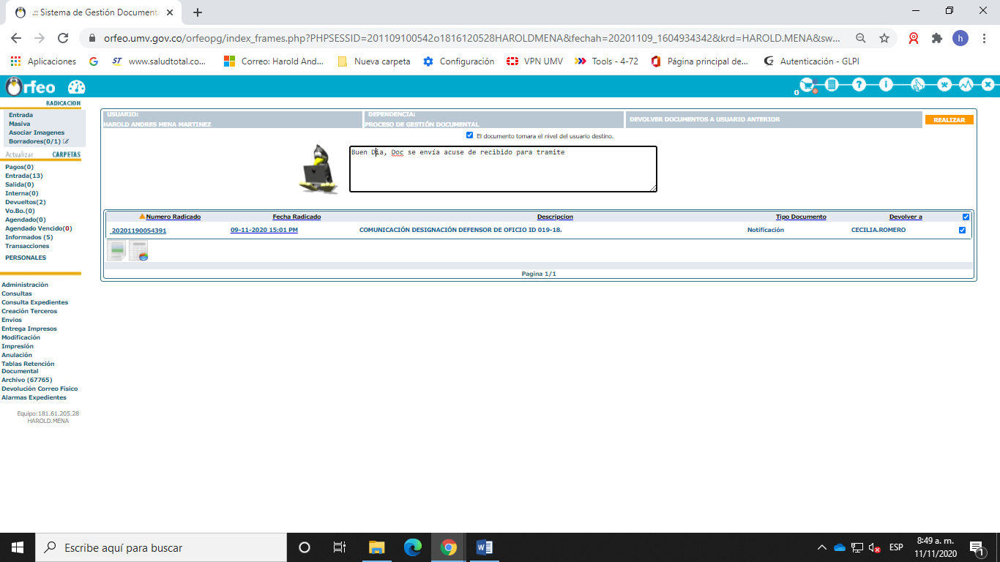 .:: Sistema de Gestión Documenta
orfeo.umv.gov.co/orfeopg/index_frames.php?PHPSESSID=201109100542o1816120528HAROLDMENA&fechah=20201109_1604934342&krd=HAROLD.MENA&sw...
h
Aplicaciones
www.saludtotal.co...
Correo: Harold And...
Nueva carpeta
Configuración
VPN UMV
Tools - 4-72
Página principal de...
Autenticación - GLPI
Orfeo
0
RADICACION
Entrada
Masiva
Asociar Imagenes
Borradores(0/1)
Actualizar CARPETAS
Pagos(0)
Entrada(13)
Salida(0)
Interna(0)
Devueltos(2)
Vo.Bo.(0)
Agendado(0)
Agendado Vencido(0)
Informados (5)
Transacciones
PERSONALES
Administración
Consultas
Consulta Expedientes
Creación Terceros
Envios
Entrega Impresos
Modificación
Impresión
Anulación
Tablas Retención
Documental
Archivo (67765)
Devolución Correo Físico
Alarmas Expedientes
Equipo:181.61.205.28
HAROLD.MENA
USUARIO:
HAROLD ANDRES MENA MARTINEZ
DEPENDENCIA:
PROCESO DE GESTIÓN DOCUMENTAL
DEVOLVER DOCUMENTOS A USUARIO ANTERIOR
REALIZAR
El documento tomara el nivel del usuario destino.
Buen Dia, Doc se envía acuse de recibido para tramite
Numero Radicado Fecha Radicado Descripcion Tipo Documento Devolver a
20201190054391 09-11-2020 15:01 PM COMUNICACIÓN DESIGNACIÓN DEFENSOR DE OFICIO ID 019-18. Notificación CECILIA.ROMERO
Pagina 1/1
Escribe aquí para buscar
ESP
8:49 a. m.
11/11/2020
1